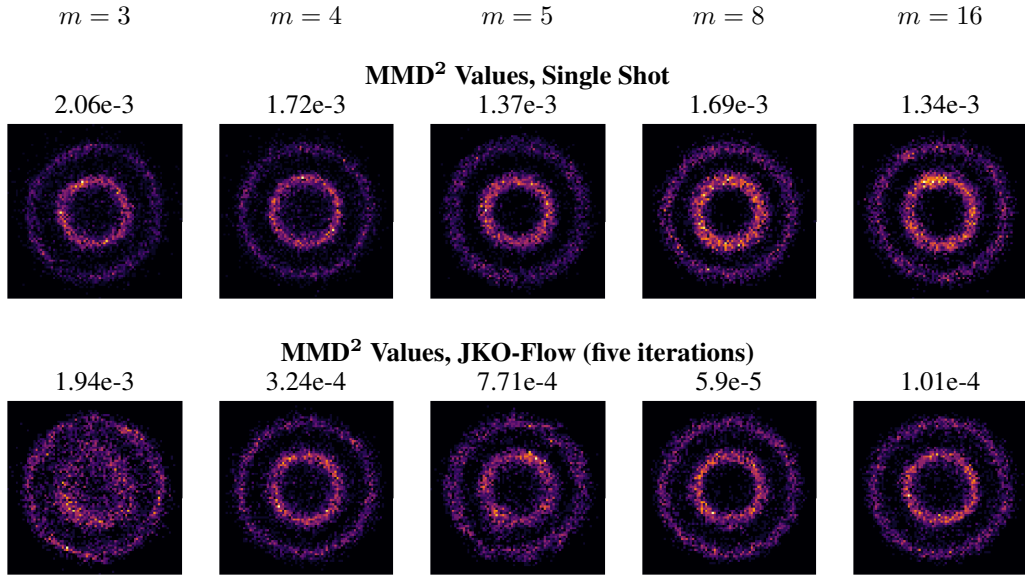 m = 3 m = 4 m = 5 m = 8 m = 16
MMD² Values, Single Shot
2.06e-3 1.72e-3 1.37e-3 1.69e-3 1.34e-3
MMD² Values, JKO-Flow (five iterations)
1.94e-3 3.24e-4 7.71e-4 5.9e-5 1.01e-4